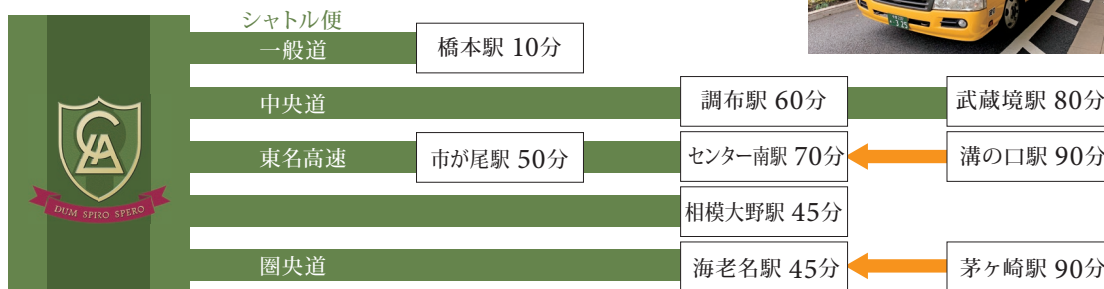 シャトル便
一般道
橋本駅 10分
中央道
調布駅 60分
武蔵境駅 80分
東名高速
市が尾駅 50分
センター南駅 70分
溝の口駅 90分
相模大野駅 45分
圏央道
海老名駅 45分
茅ヶ崎駅 90分
DUM SPIRO SPERO